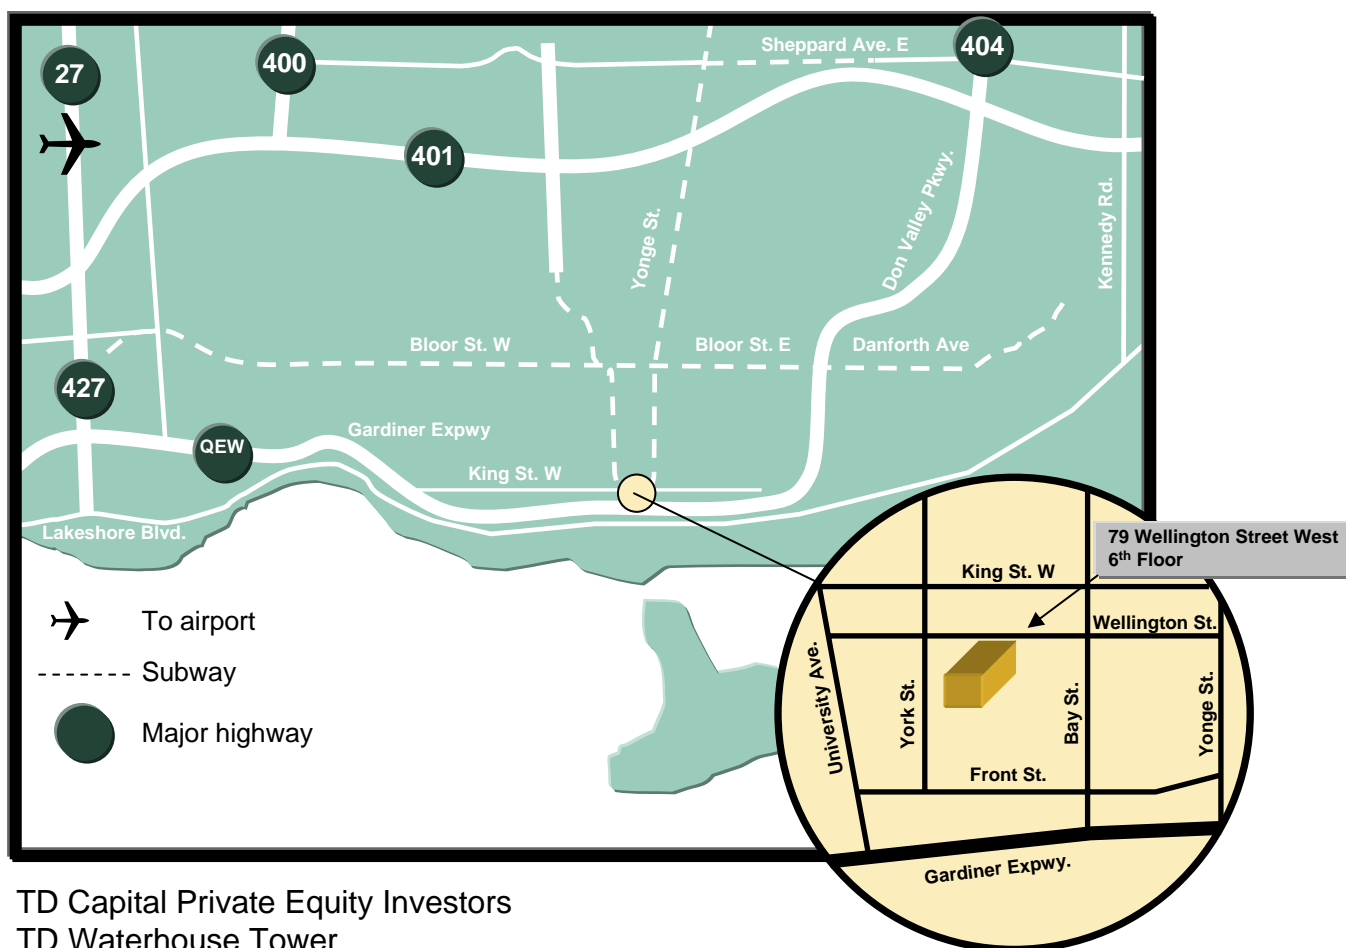 Sheppard Ave. E
404
400
27
401
Yonge St.
Don Valley Pkwy.
Kennedy Rd.
Bloor St. W
Bloor St. E
Danforth Ave
427
Gardiner Expwy
QEW
King St. W
Lakeshore Blvd.
79 Wellington Street West
6th Floor
King St. W
Wellington St.
University Ave.
York St.
Bay St.
Yonge St.
Front St.
Gardiner Expwy.
To airport
Subway
Major highway
TD Capital Private Equity Investors
TD Waterhouse Tower